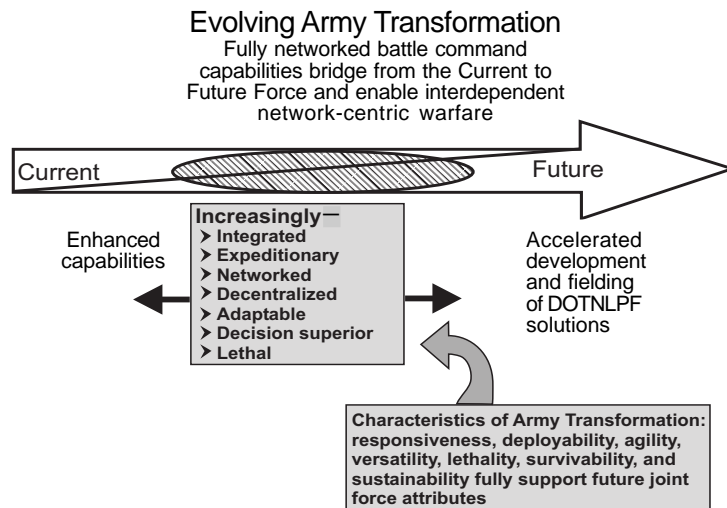 Evolving Army Transformation
Fully networked battle command
capabilities bridge from the Current to
Future Force and enable interdependent
network-centric warfare
Current
Future
Enhanced
capabilities
Increasingly—
➤ Integrated
➤ Expeditionary
➤ Networked
➤ Decentralized
➤ Adaptable
➤ Decision superior
➤ Lethal
Accelerated
development
and fielding
of DOTNLPF
solutions
Characteristics of Army Transformation:
responsiveness, deployability, agility,
versatility, lethality, survivability, and
sustainability fully support future joint
force attributes